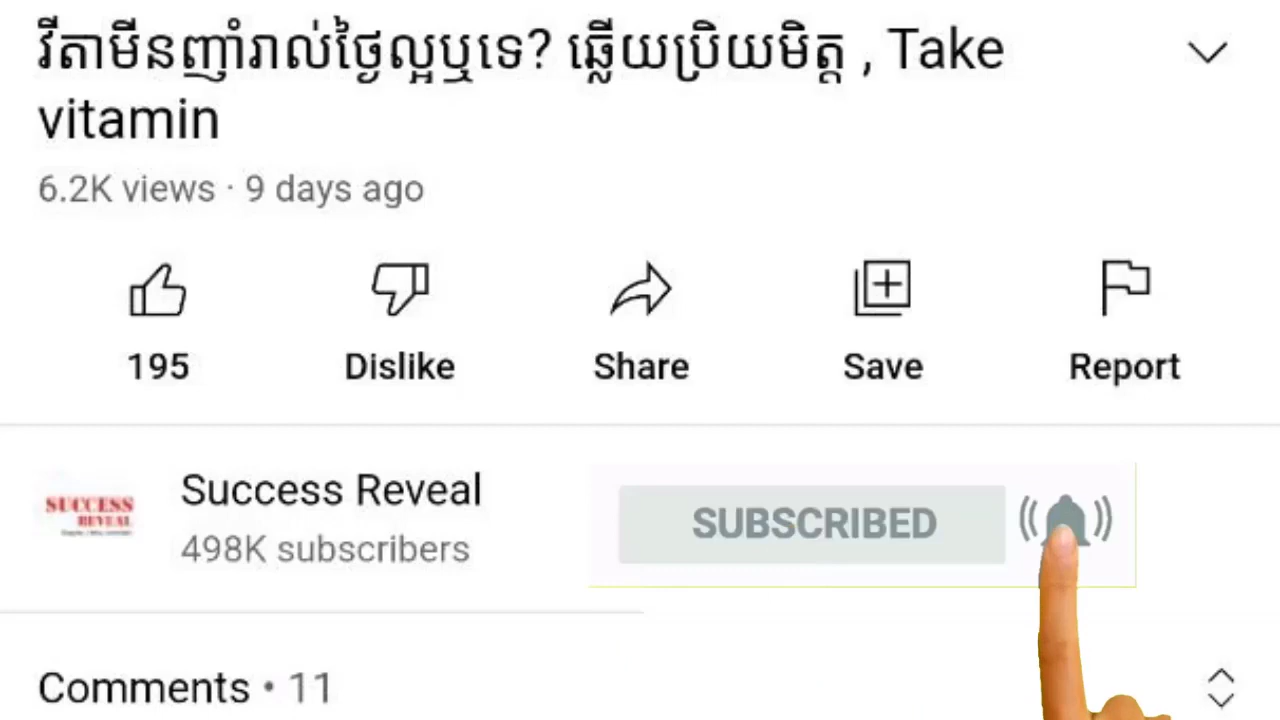 វីតាមីនញ៉ាំរាល់ថ្ងៃល្អឬទេ? ឆ្លើយប្រិយមិត្ត , Take
vitamin
6.2K views · 9 days ago
195
Dislike
Share
Save
Report
SUCCESS
REVEAL
Success Reveal
498K subscribers
SUBSCRIBED
Comments • 11